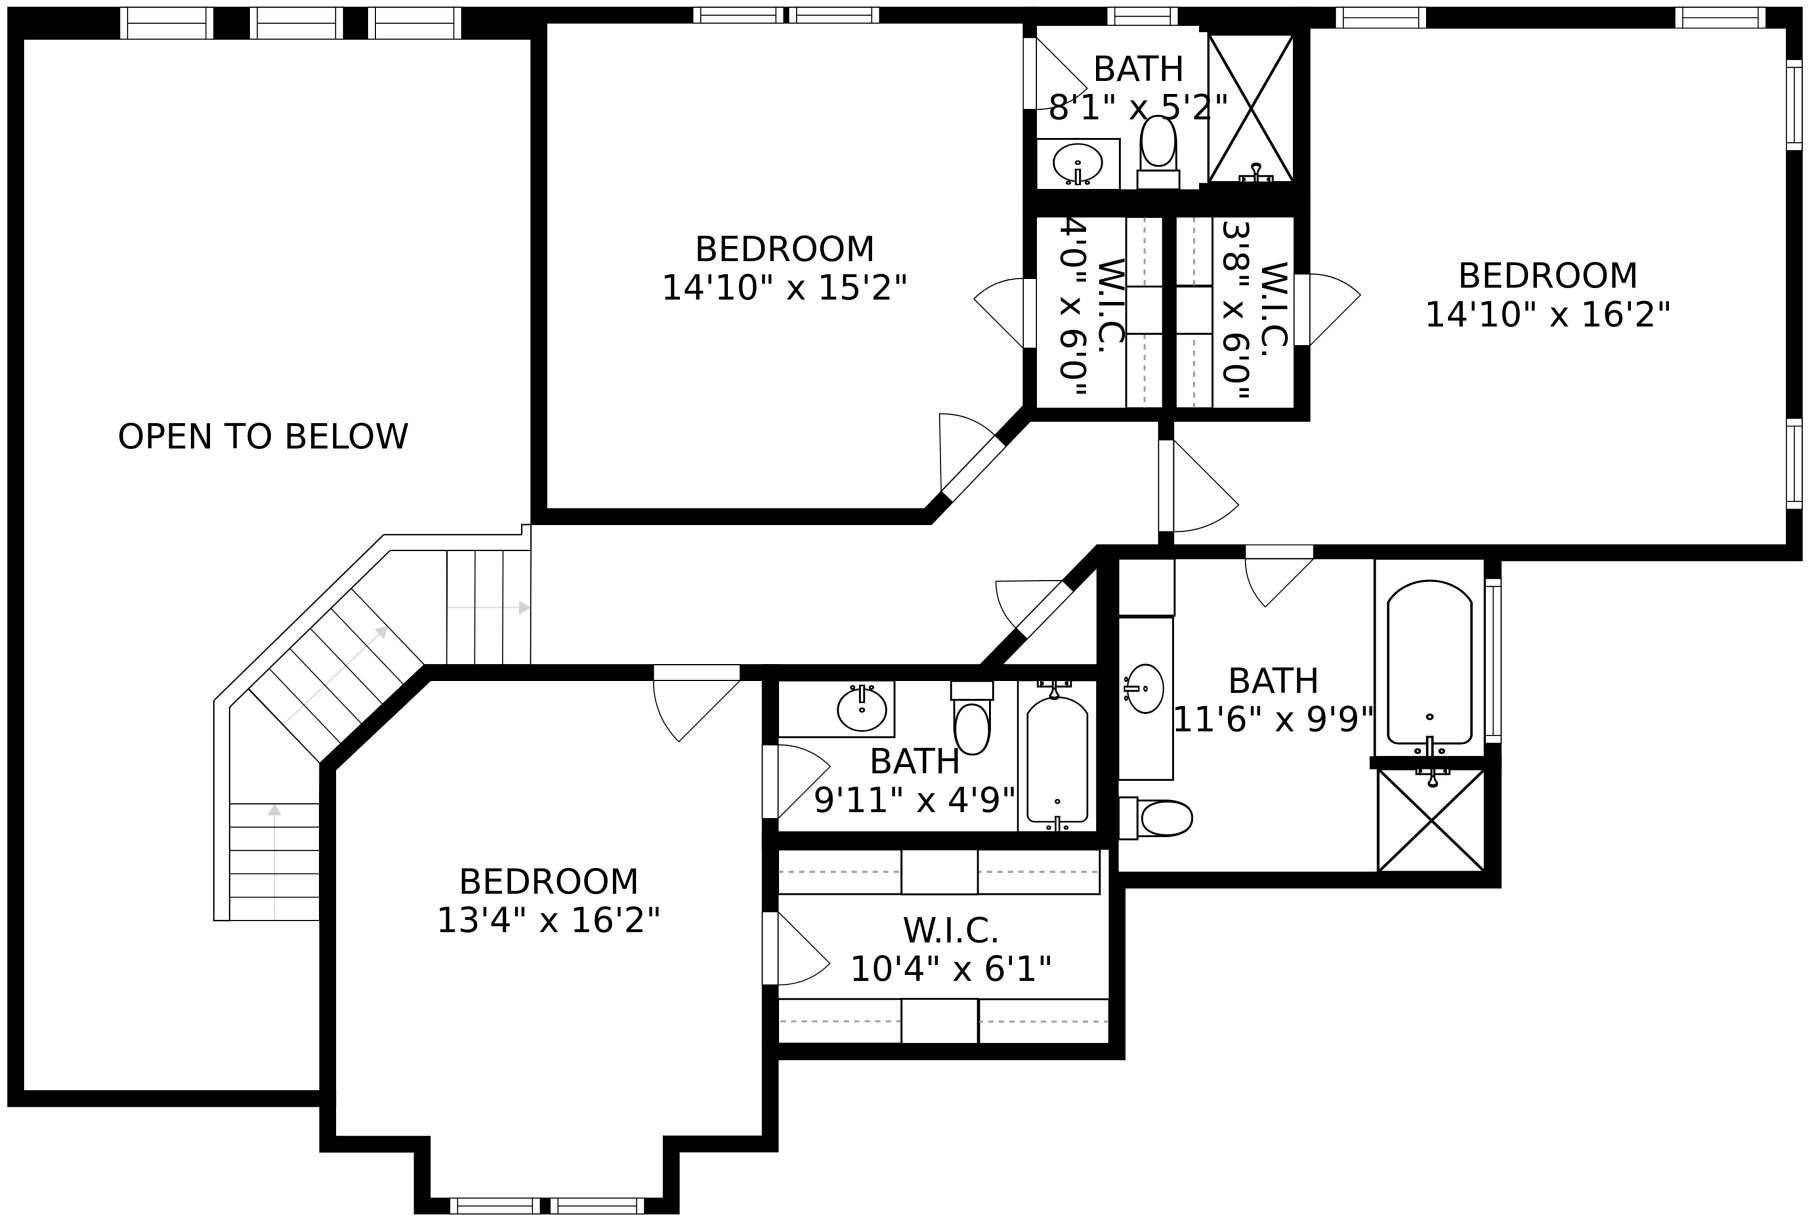 BATH
8'1" x 5'2"
BEDROOM
14'10" x 15'2"
W.I.C.
4'0" x 6'0"
W.I.C.
3'8" x 6'0"
BEDROOM
14'10" x 16'2"
OPEN TO BELOW
BATH
11'6" x 9'9"
BATH
9'11" x 4'9"
BEDROOM
13'4" x 16'2"
W.I.C.
10'4" x 6'1"